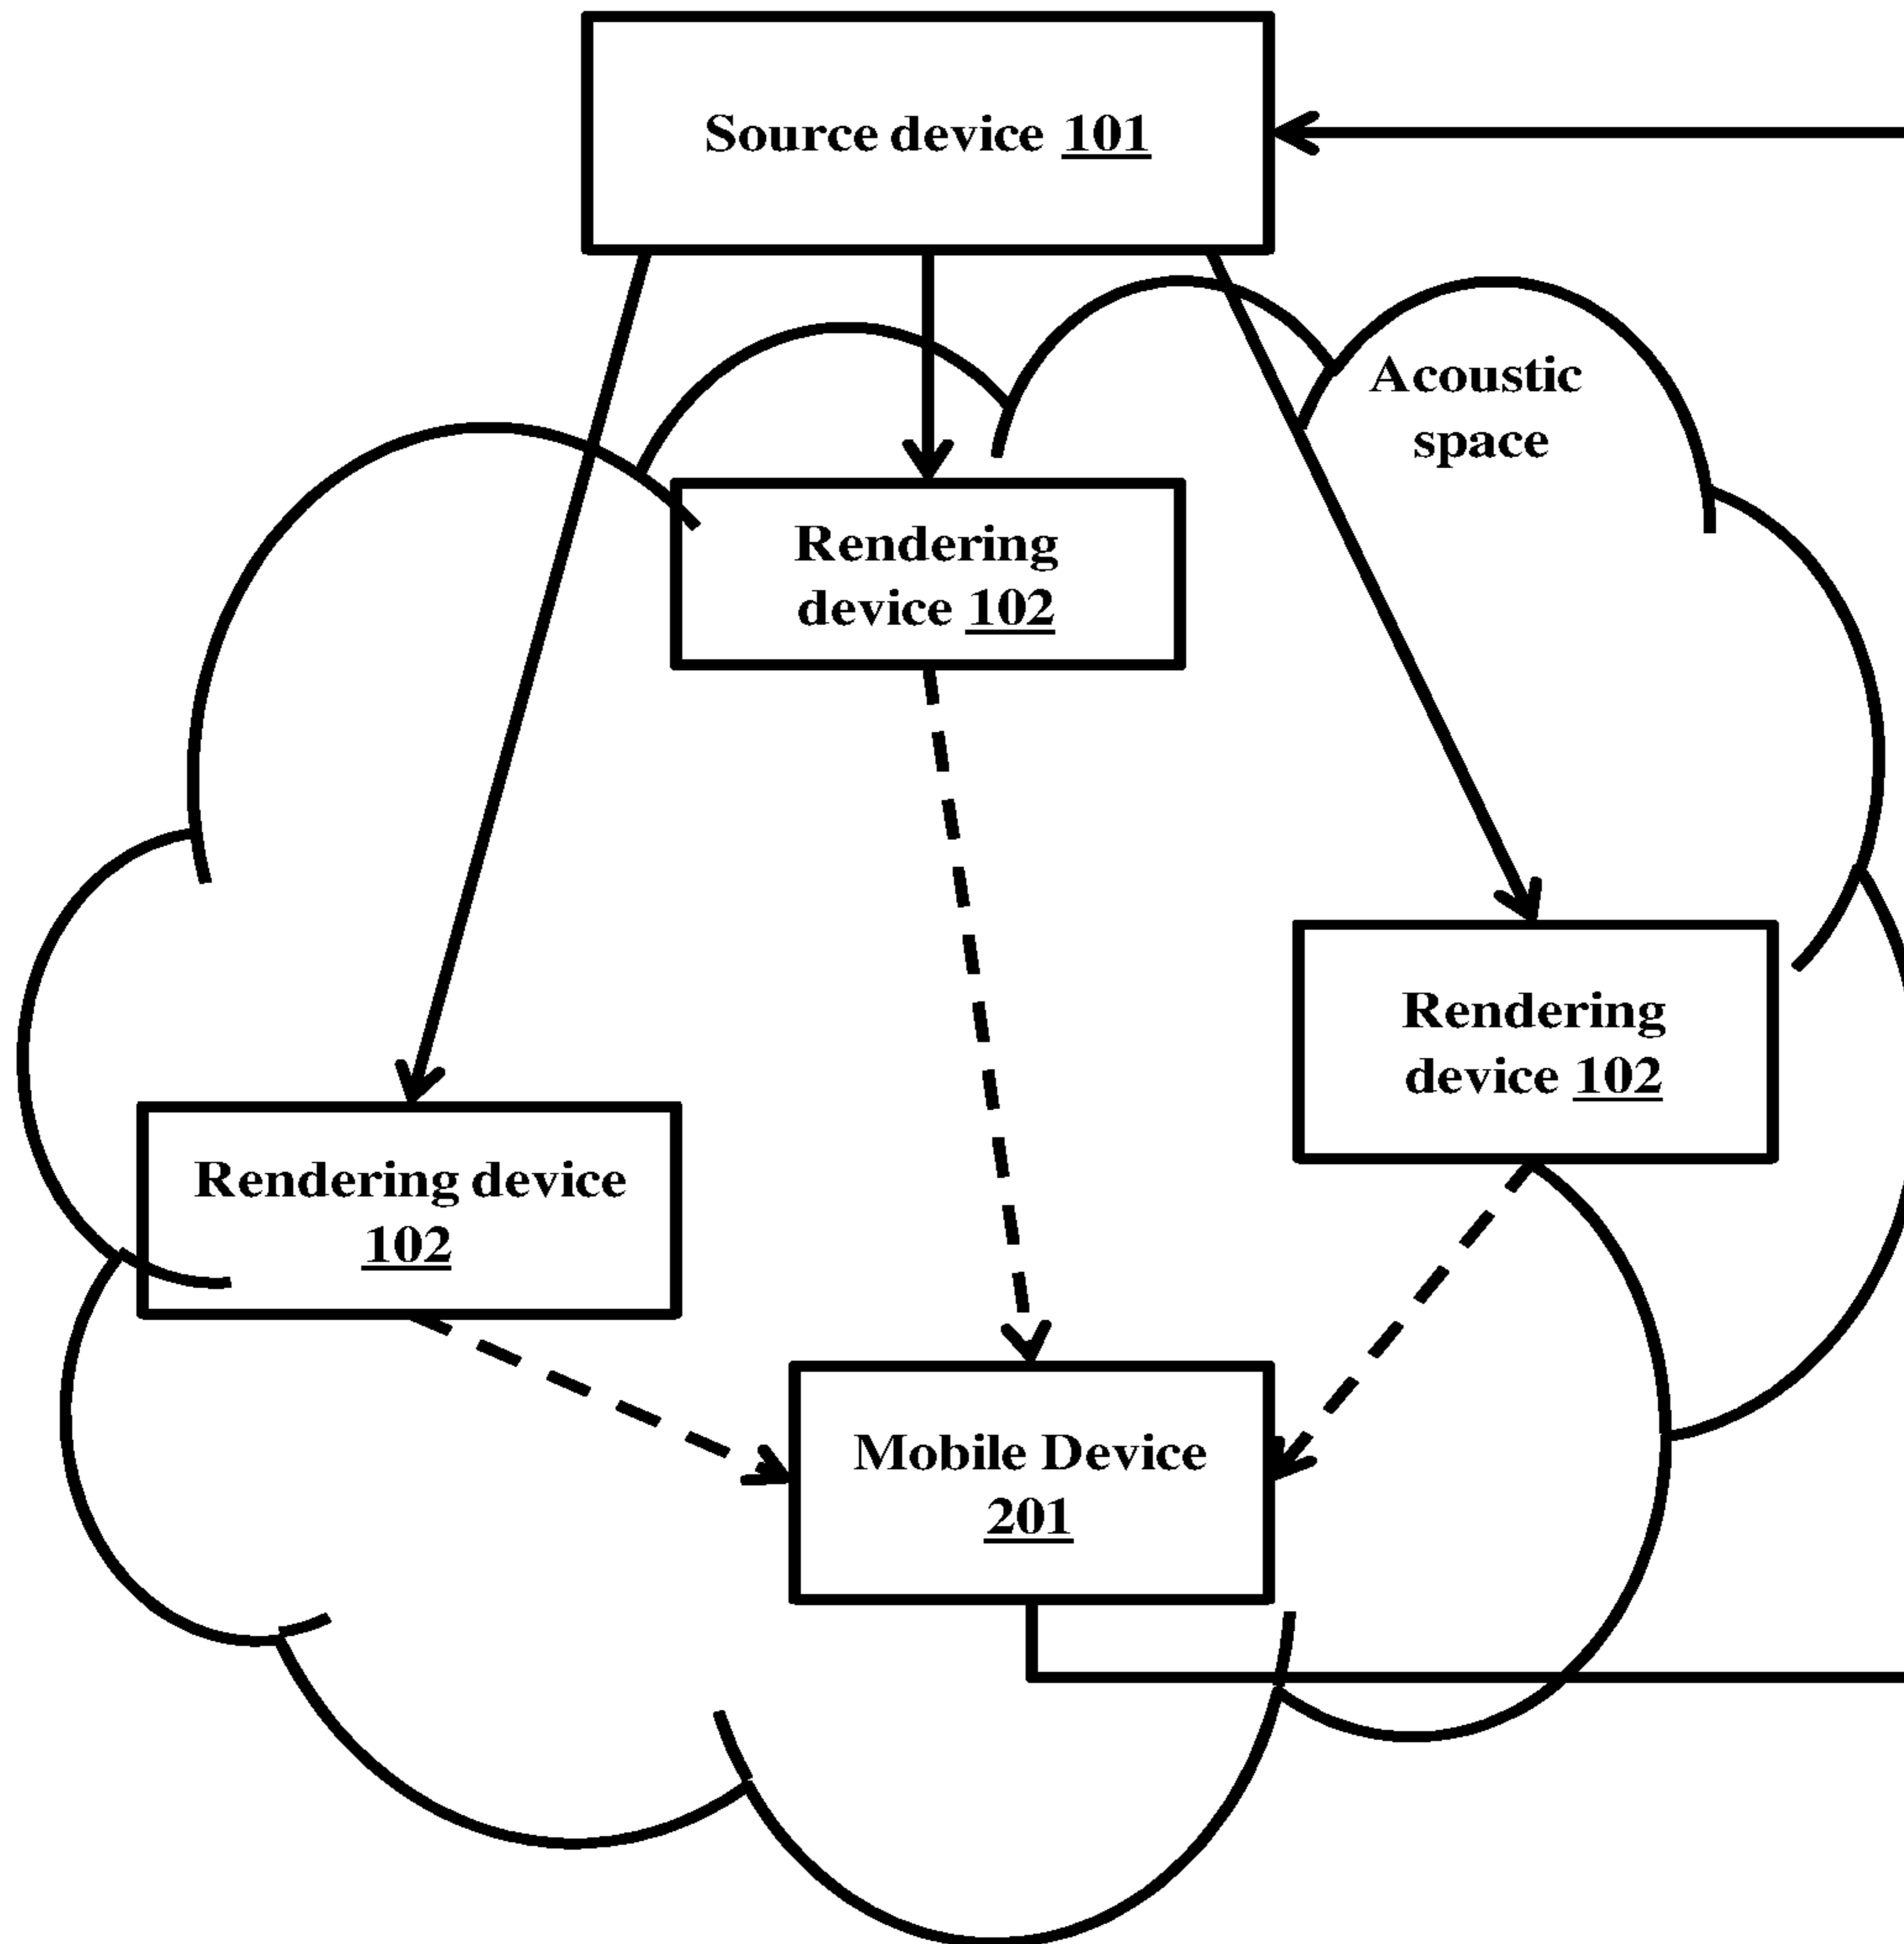 Source device 101
Acoustic
space
Rendering
device 102
Rendering
device 102
Rendering device
102
Mobile Device
201